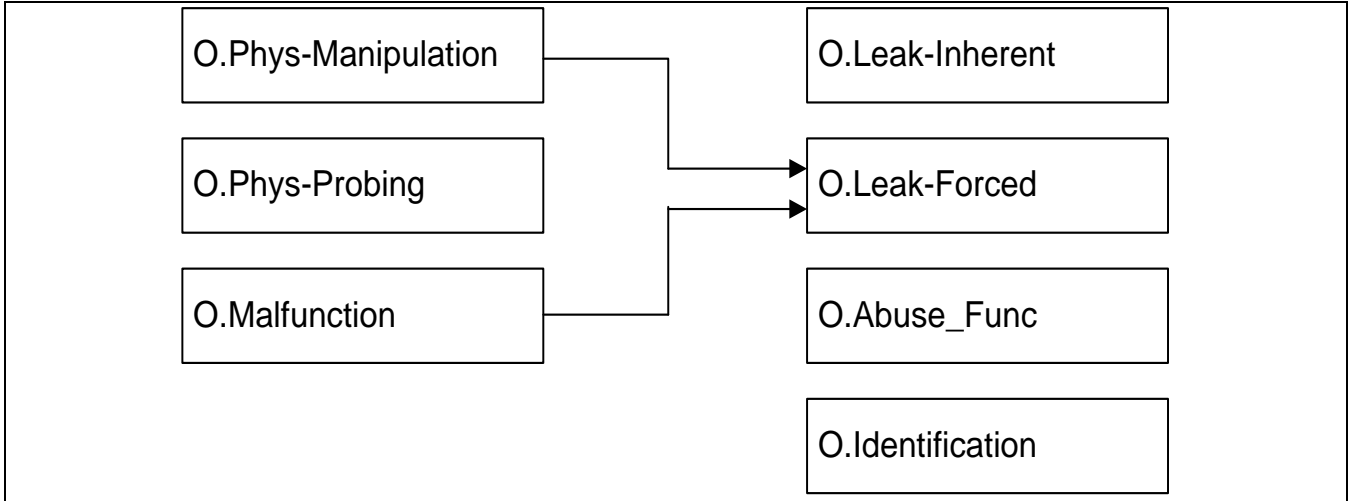 O.Phys-Manipulation
O.Leak-Inherent
O.Phys-Probing
O.Leak-Forced
O.Malfunction
O.Abuse_Func
O.Identification